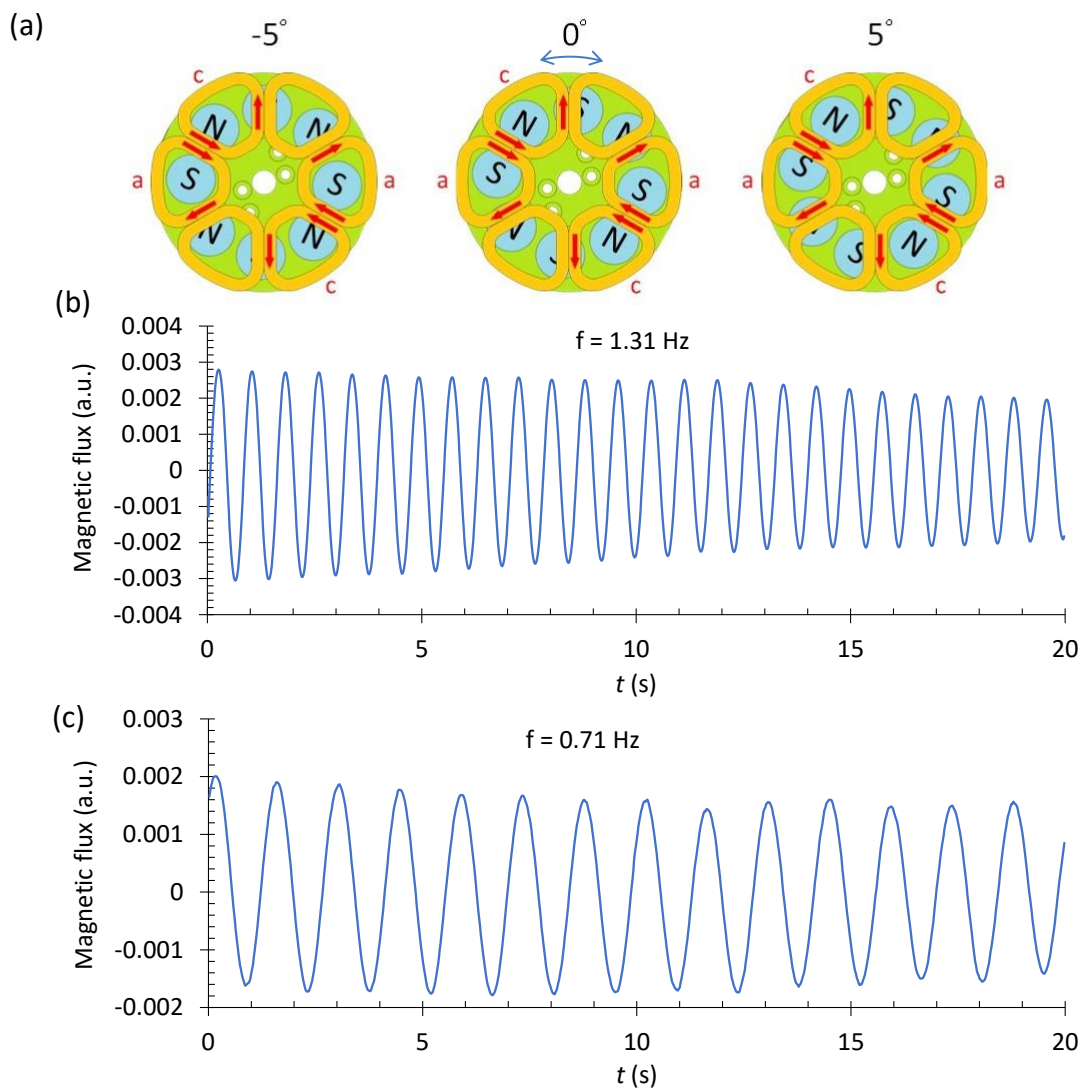 (a)
-5° 0° 5°
c c c
N N N S N N S
a S S a S S a S S a
N N N S N S N
c c c
(b)
f = 1.31 Hz
Magnetic flux (a.u.)
0.004
0.003
0.002
0.001
0
-0.001
-0.002
-0.003
-0.004
0 5 10 15 20
t (s)
(c)
f = 0.71 Hz
Magnetic flux (a.u.)
0.003
0.002
0.001
0
-0.001
-0.002
0 5 10 15 20
t (s)